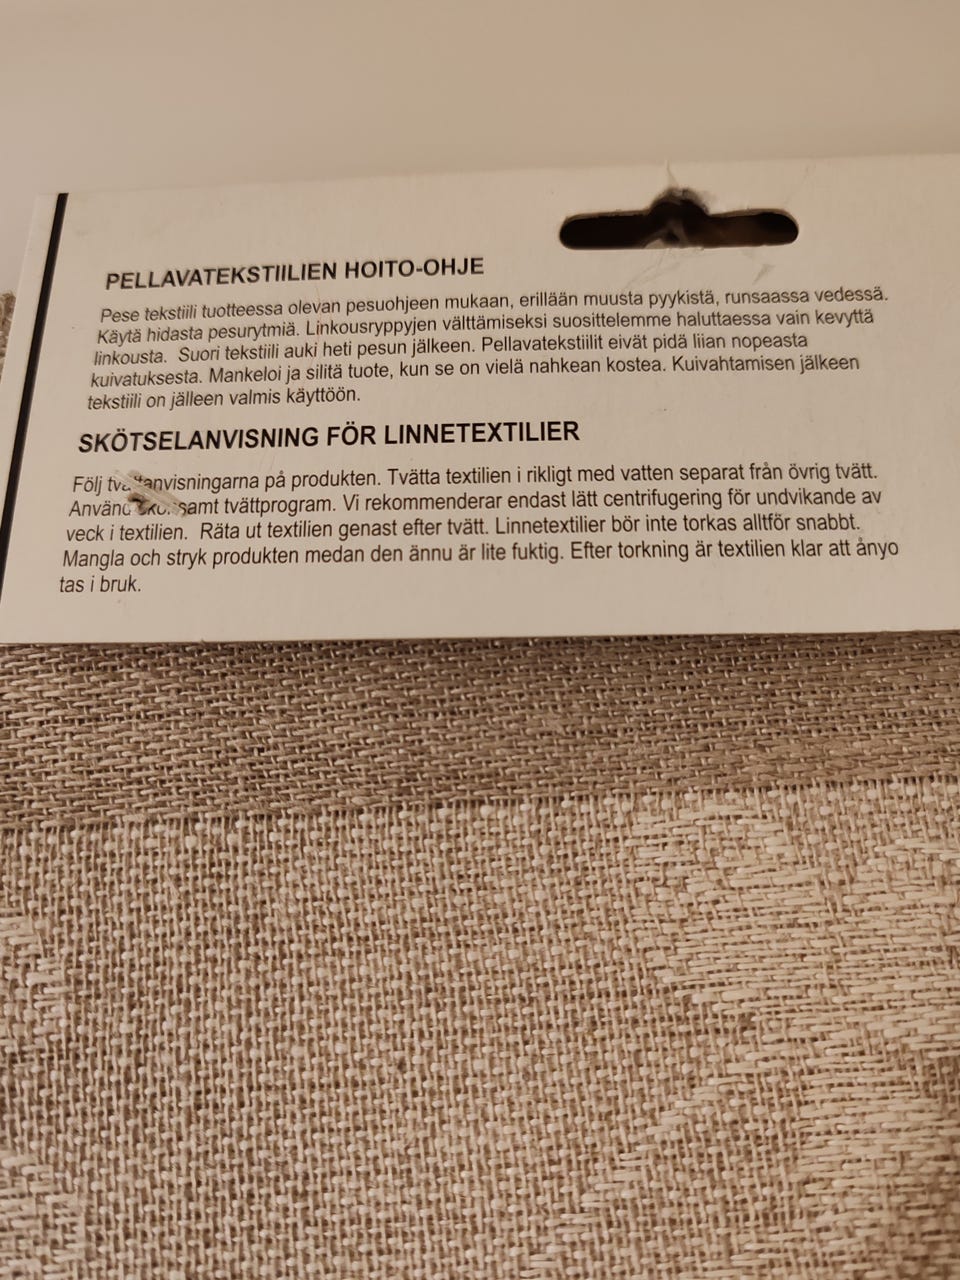 PELLAVATEKSTIILIEN HOITO-OHJE
Pese tekstiili tuotteessa olevan pesuohjeen mukaan, erillään muusta pyykistä, runsaassa vedessä.
Käytä hidasta pesurytmiä. Linkousryppyjen välttämiseksi suosittelemme haluttaessa vain kevyttä
linkousta. Suori tekstiili auki heti pesun jälkeen. Pellavatekstiilit eivät pidä liian nopeasta
kuivatuksesta. Mankeloi ja silitä tuote, kun se on vielä nahkean kostea. Kuivahtamisen jälkeen
tekstiili on jälleen valmis käyttöön.
SKÖTSELANVISNING FÖR LINNETEXTILIER
Följ tvättanvisningarna på produkten. Tvätta textilien i rikligt med vatten separat från övrig tvätt.
Använd tvättprogram. Vi rekommenderar endast lätt centrifugering för undvikande av
veck i textilien. Räta ut textilien genast efter tvätt. Linnetextilier bör inte torkas alltför snabbt.
Mangla och stryk produkten medan den ännu är lite fuktig. Efter torkning är textilien klar att ånyo
tas i bruk.